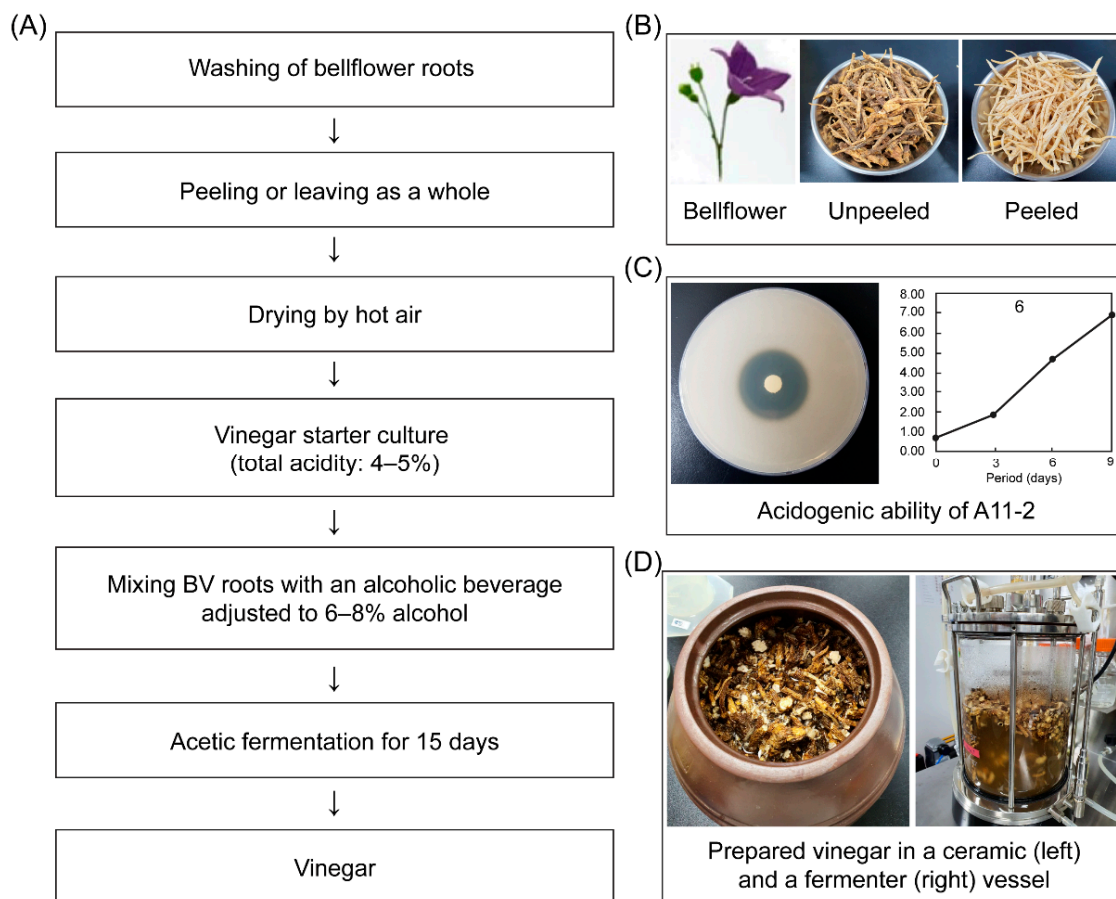 (A)
Washing of bellflower roots
Peeling or leaving as a whole
Drying by hot air
Vinegar starter culture
(total acidity: 4–5%)
Mixing BV roots with an alcoholic beverage
adjusted to 6–8% alcohol
Acetic fermentation for 15 days
Vinegar
(B)
Bellflower Unpeeled Peeled
(C)
6
8.00
7.00
6.00
5.00
4.00
2.00
1.00
0.00
0 3 6 9
Period (days)
Acidogenic ability of A11-2
(D)
Prepared vinegar in a ceramic (left)
and a fermenter (right) vessel